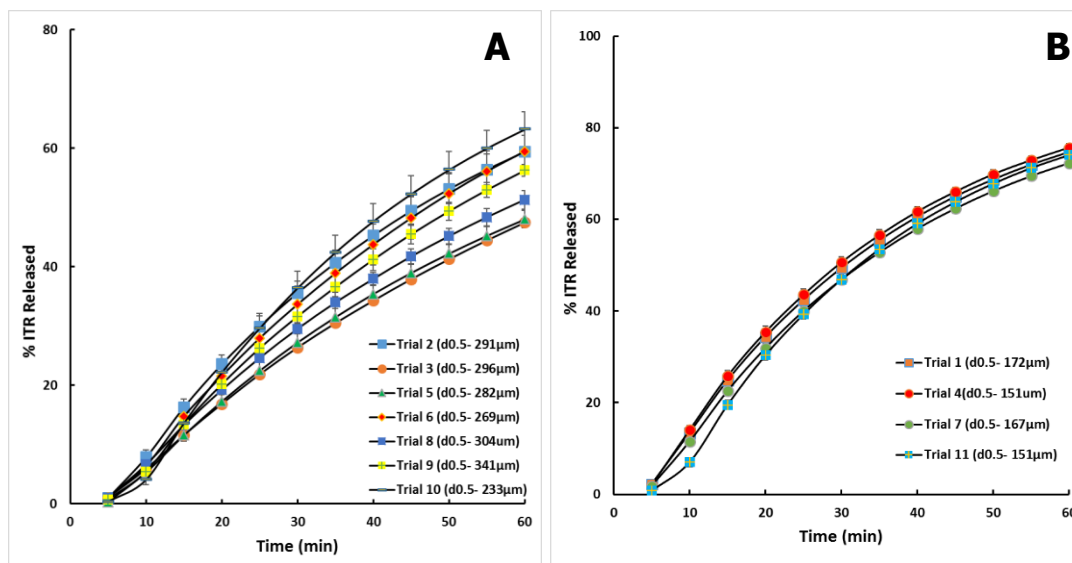 A
80
60
40
20
0
% ITR Released
0 10 20 30 40 50 60
Time (min)
Trial 2 (d0.5- 291µm)
Trial 3 (d0.5- 296µm)
Trial 5 (d0.5- 282µm)
Trial 6 (d0.5- 269µm)
Trial 8 (d0.5- 304um)
Trial 9 (d0.5- 341µm)
Trial 10 (d0.5- 233µm)
B
100
80
60
40
20
0
% ITR Released
0 10 20 30 40 50 60
Time (min)
Trial 1 (d0.5- 172µm)
Trial 4(d0.5- 151um)
Trial 7 (d0.5- 167µm)
Trial 11 (d0.5- 151µm)